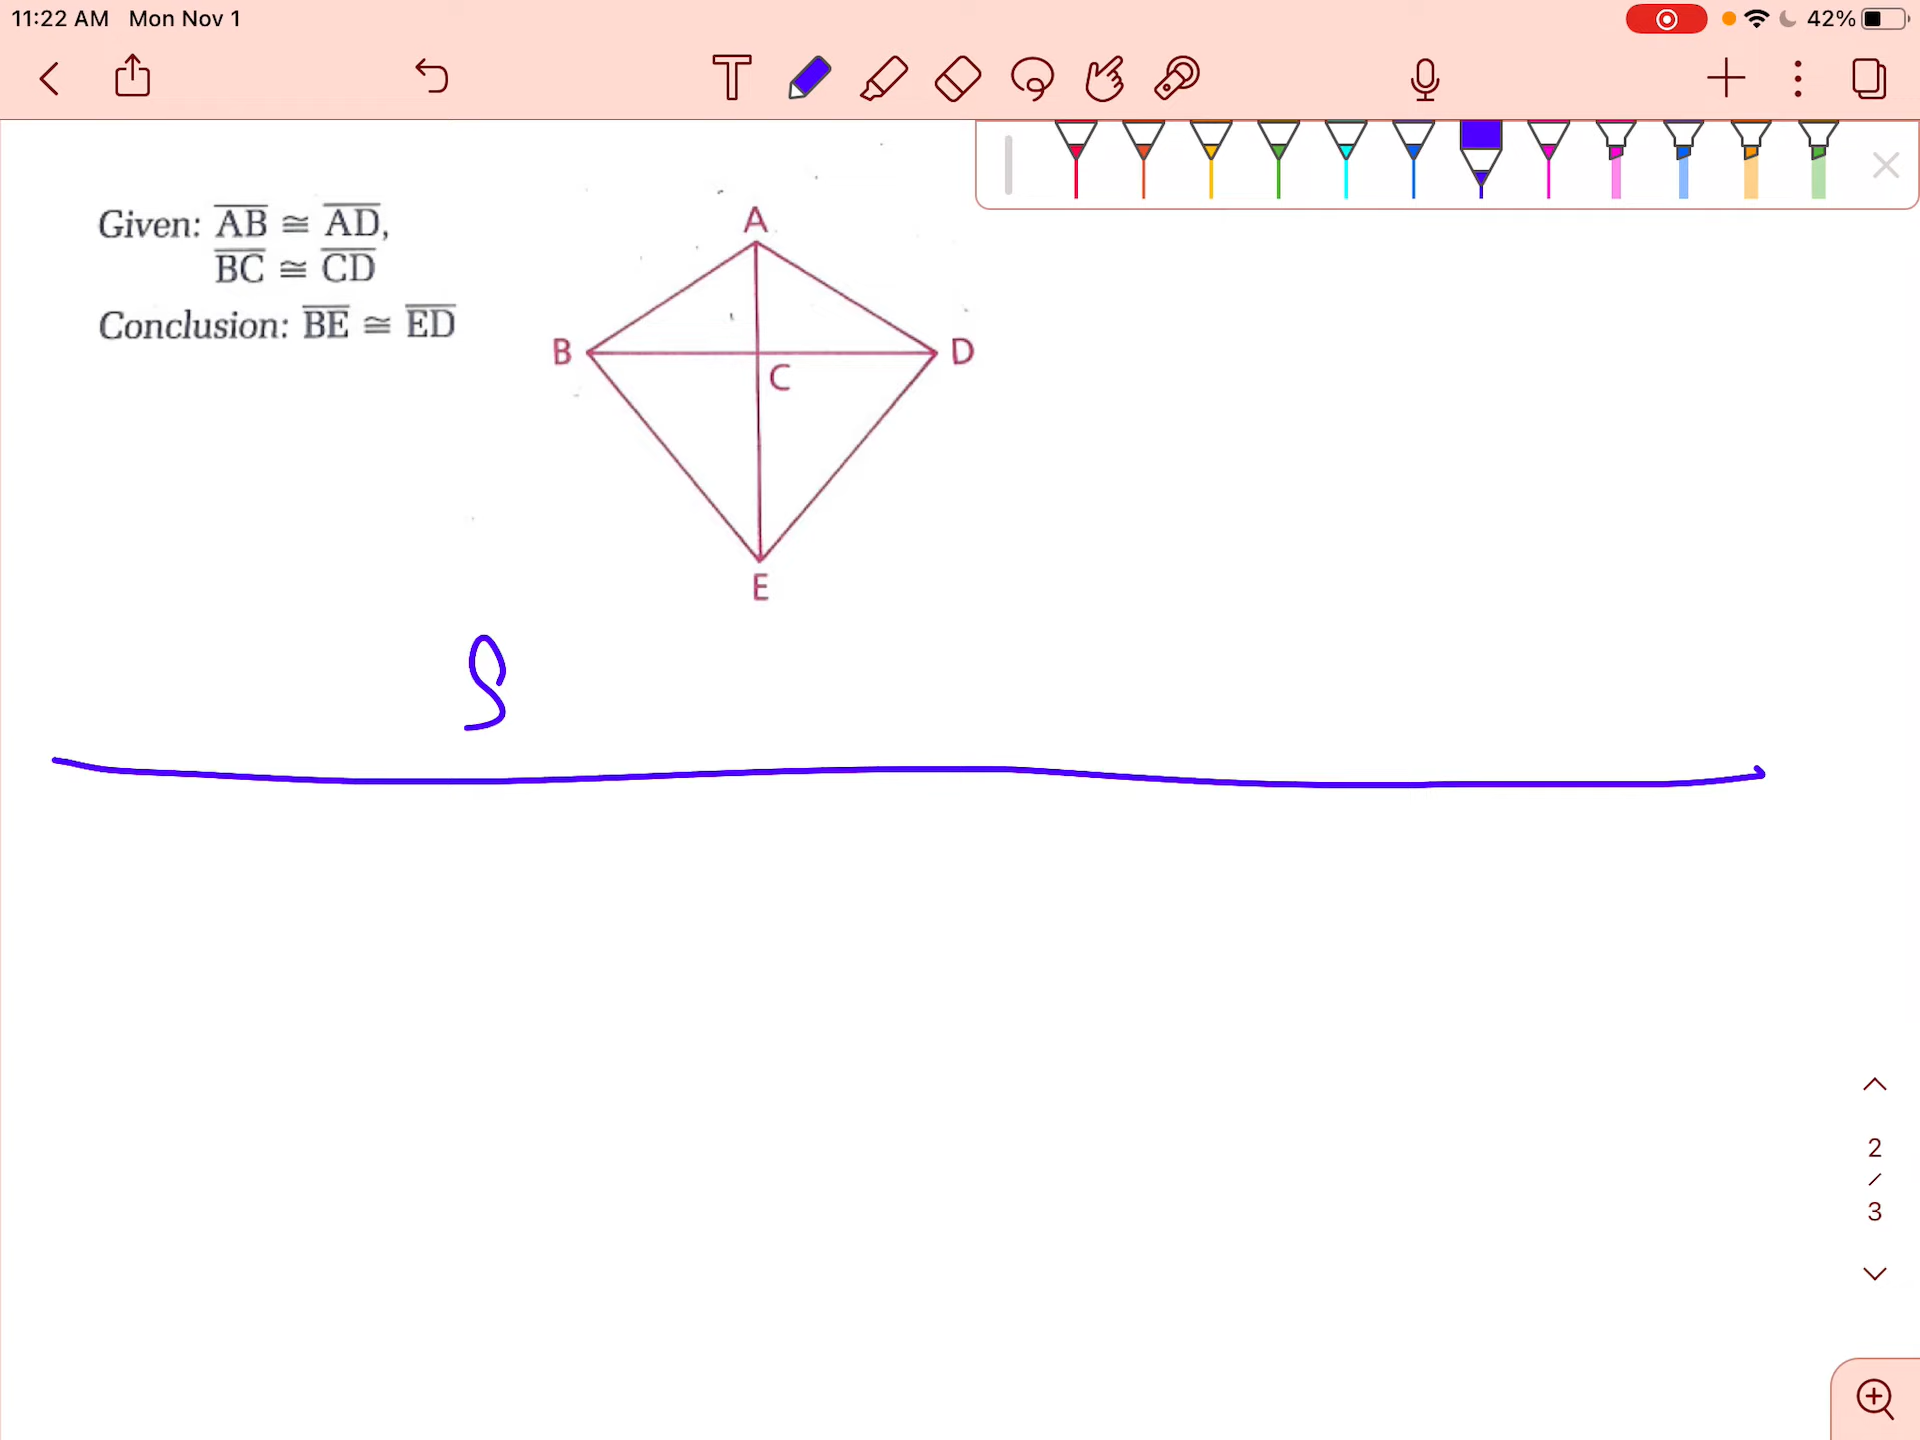 11:22 AM Mon Nov 1
42%
Given: AB ≅ AD,
BC ≅ CD
Conclusion: BE ≅ ED
A
B
D
C
E
S
2
/
3